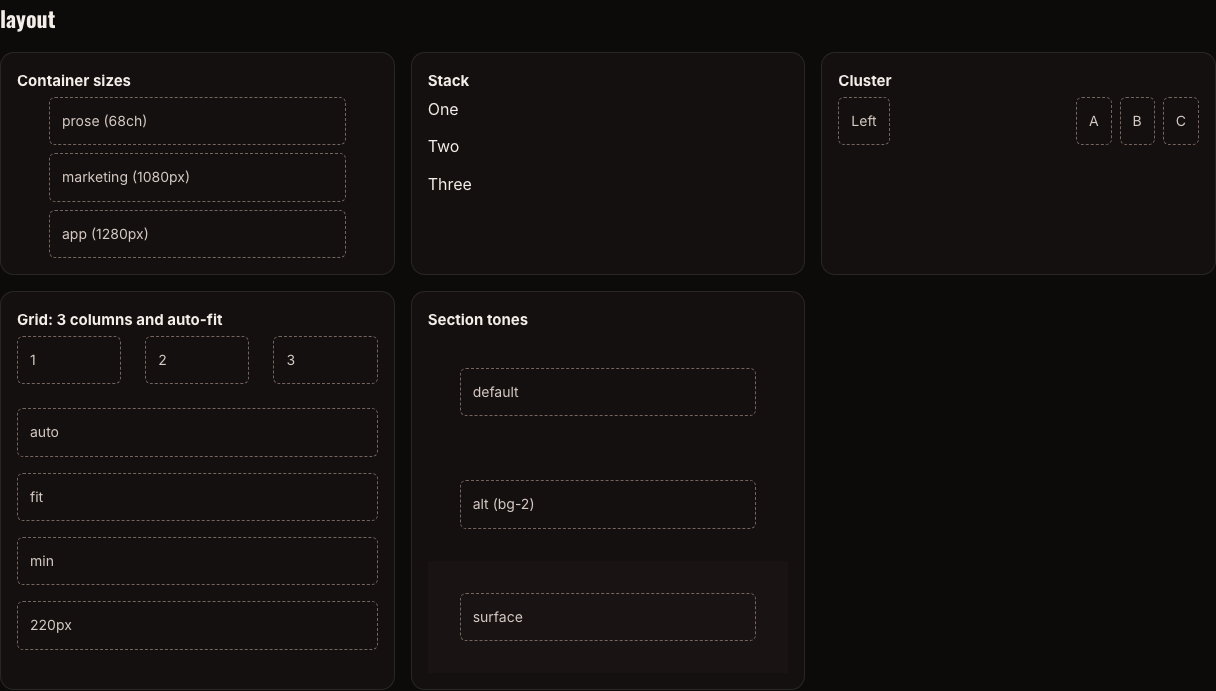 layout
Container sizes
prose (68ch)
marketing (1080px)
app (1280px)
Stack
One
Two
Three
Cluster
Left
A
B
C
Grid: 3 columns and auto-fit
1
2
3
auto
fit
min
220px
Section tones
default
alt (bg-2)
surface